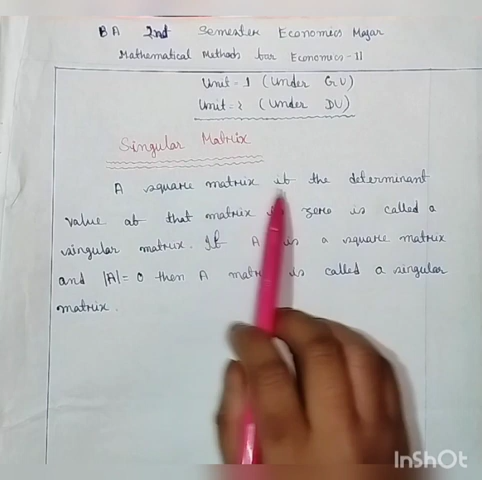 BA 2nd Semester Economics Major
Mathematical Methods for Economics-II
Unit-1 (Under GU)
Unit-2 (Under DU)
Singular Matrix
A square matrix if the determinant
value of that matrix is zero is called a
singular matrix. If A is a square matrix
and |A|=0 then A is called a singular
matrix.
InShOt